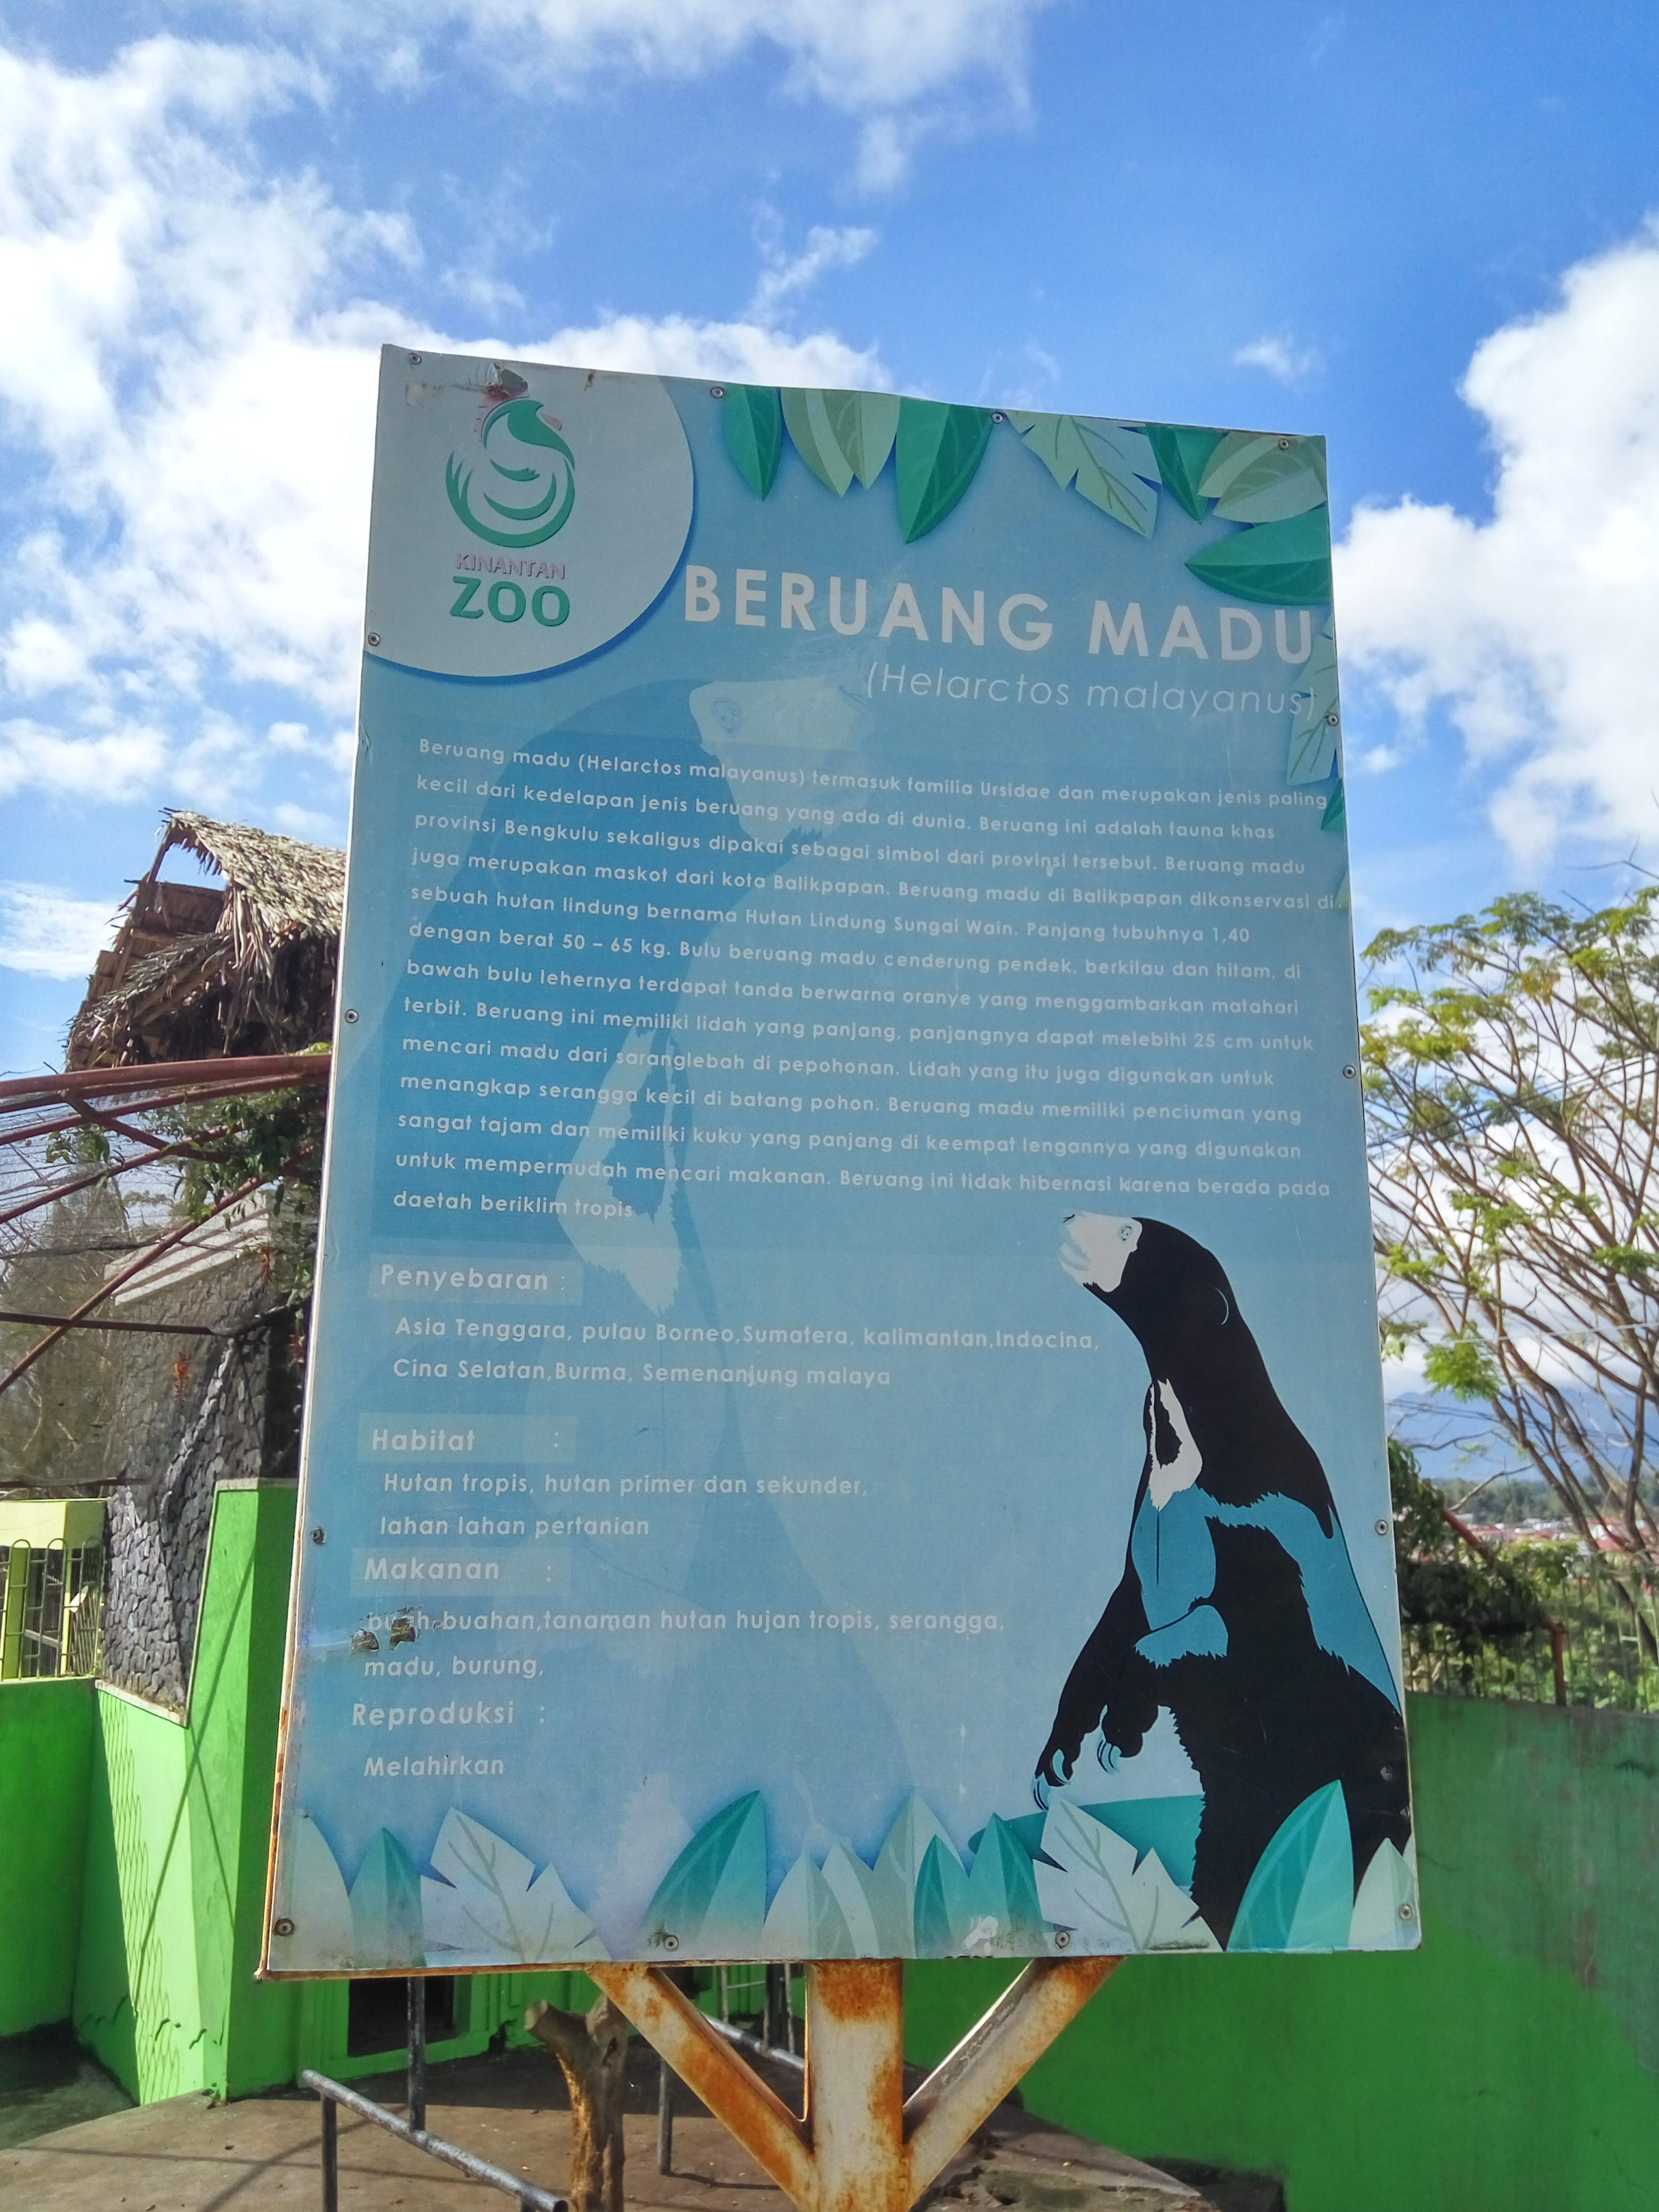 KINANTAN
ZOO
BERUANG MADU
(Helarctos malayanus)
Beruang madu (Helarctos malayanus) termasuk familia Ursidae dan merupakan jenis paling
kecil dari kedelapan jenis beruang yang ada di dunia. Beruang ini adalah fauna khas
provinsi Bengkulu sekaligus dipakai sebagai simbol dari provinsi tersebut. Beruang madu
juga merupakan maskot dari kota Balikpapan. Beruang madu di Balikpapan dikonservasi di
sebuah hutan lindung bernama Hutan Lindung Sungai Wain. Panjang tubuhnya 1,40
dengan berat 50 – 65 kg. Bulu beruang madu cenderung pendek, berkilau dan hitam, di
bawah bulu lehernya terdapat tanda berwarna oranye yang menggambarkan matahari
terbit. Beruang ini memiliki lidah yang panjang, panjangnya dapat melebihi 25 cm untuk
mencari madu dari saranglebah di pepohonan. Lidah yang itu juga digunakan untuk
menangkap serangga kecil di batang pohon. Beruang madu memiliki penciuman yang
sangat tajam dan memiliki kuku yang panjang di keempat lengannya yang digunakan
untuk mempermudah mencari makanan. Beruang ini tidak hibernasi karena berada pada
daetah beriklim tropis
Penyebaran :
Asia Tenggara, pulau Borneo,Sumatera, kalimantan,Indocina,
Cina Selatan,Burma, Semenanjung malaya
Habitat :
Hutan tropis, hutan primer dan sekunder,
lahan lahan pertanian
Makanan :
buah-buahan,tanaman hutan hujan tropis, serangga,
madu, burung,
Reproduksi :
Melahirkan